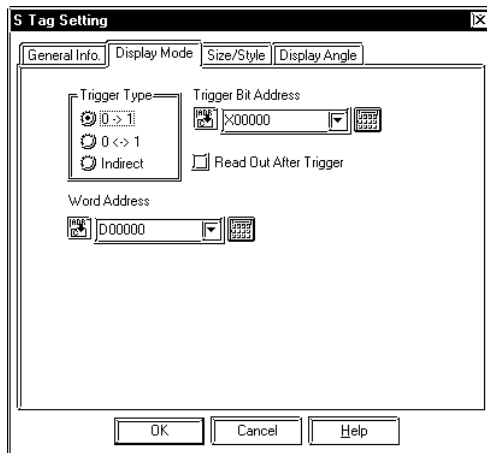 S Tag Setting
General Info. Display Mode Size/Style Display Angle
Trigger Type
0 -> 1
0 <-> 1
Indirect
Trigger Bit Address
X00000
Read Out After Trigger
Word Address
D00000
OK Cancel Help